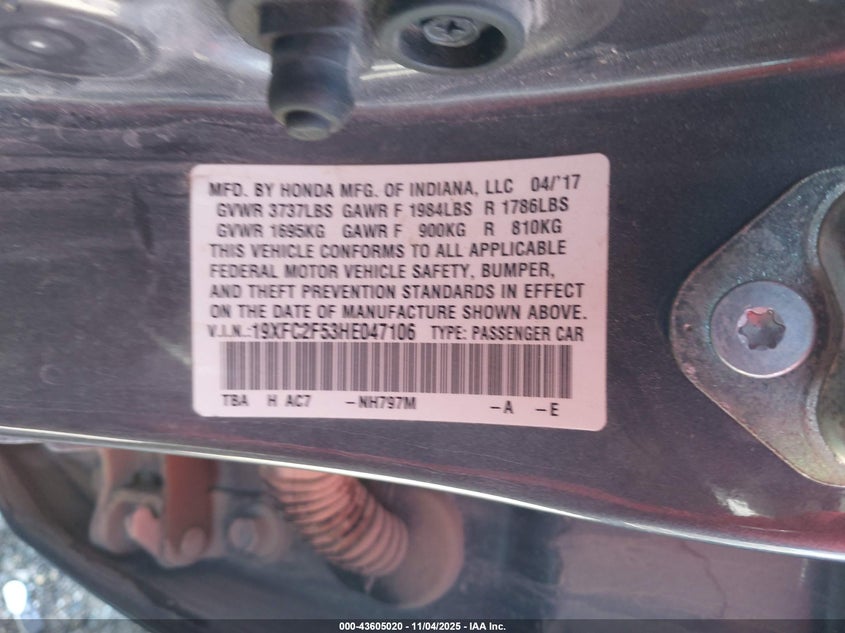 MFD. BY HONDA MFG. OF INDIANA, LLC 04/'17
GVWR 3737LBS GAWR F 1984LBS R 1786LBS
GVWR 1695KG GAWR F 900KG R 810KG
THIS VEHICLE CONFORMS TO ALL APPLICABLE
FEDERAL MOTOR VEHICLE SAFETY, BUMPER,
AND THEFT PREVENTION STANDARDS IN EFFECT
ON THE DATE OF MANUFACTURE SHOWN ABOVE.
V.I.N.:19XFC2F53HE047106 TYPE: PASSENGER CAR
TBA H AC7 -NH797M -A -E
000-43605020 - 11/04/2025 - IAA Inc.